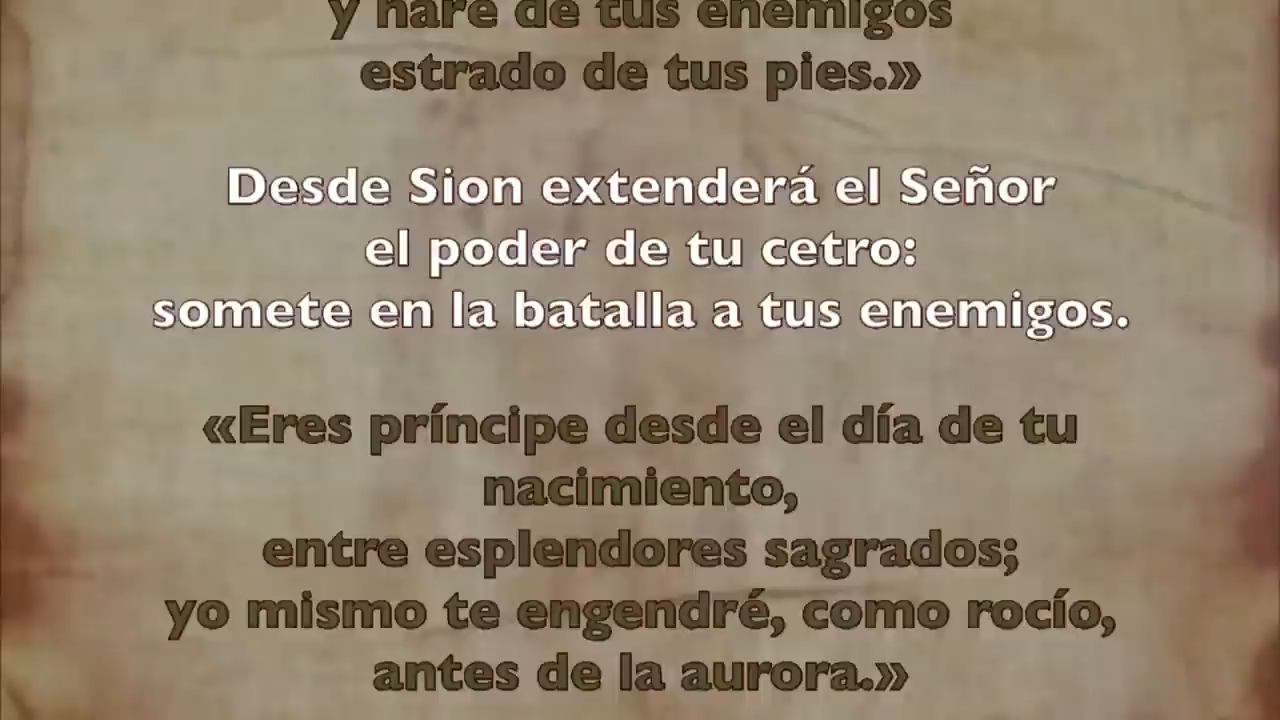 y haré de tus enemigos
estrado de tus pies.»
Desde Sion extenderá el Señor
el poder de tu cetro:
somete en la batalla a tus enemigos.
«Eres príncipe desde el día de tu
nacimiento,
entre esplendores sagrados;
yo mismo te engendré, como rocío,
antes de la aurora.»